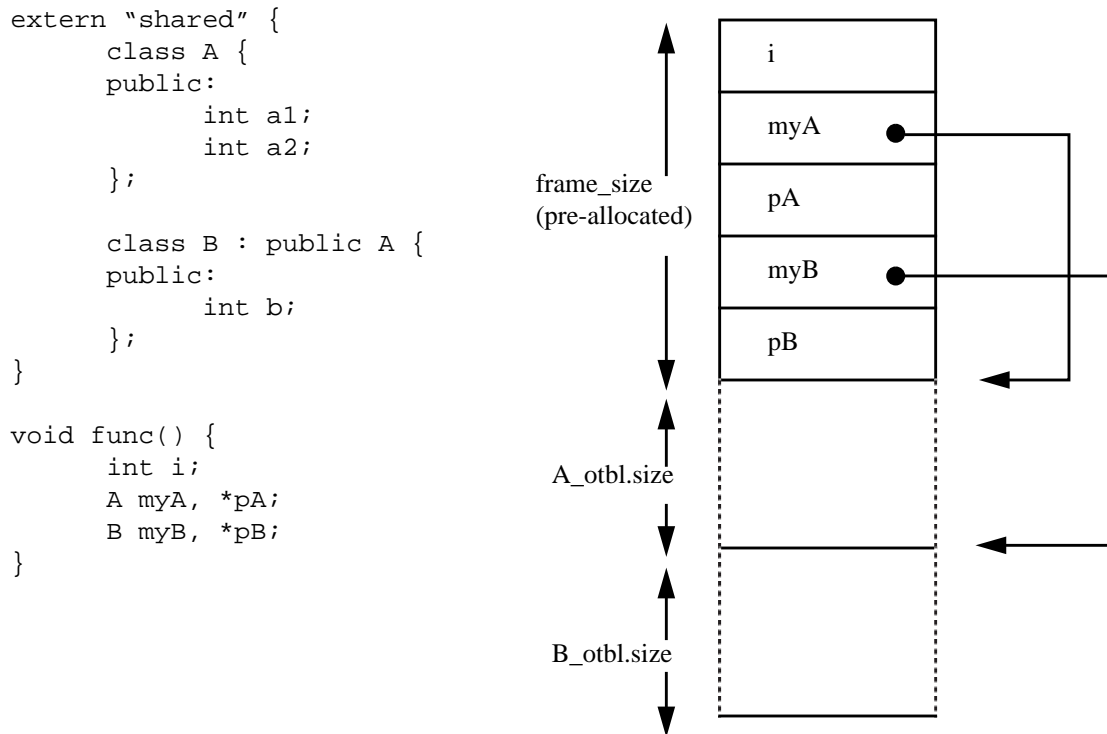 extern “shared” {
class A {
public:
int a1;
int a2;
};
class B : public A {
public:
int b;
};
}
void func() {
int i;
A myA, *pA;
B myB, *pB;
}
i
myA
pA
myB
pB
frame_size
(pre-allocated)
A_otbl.size
B_otbl.size